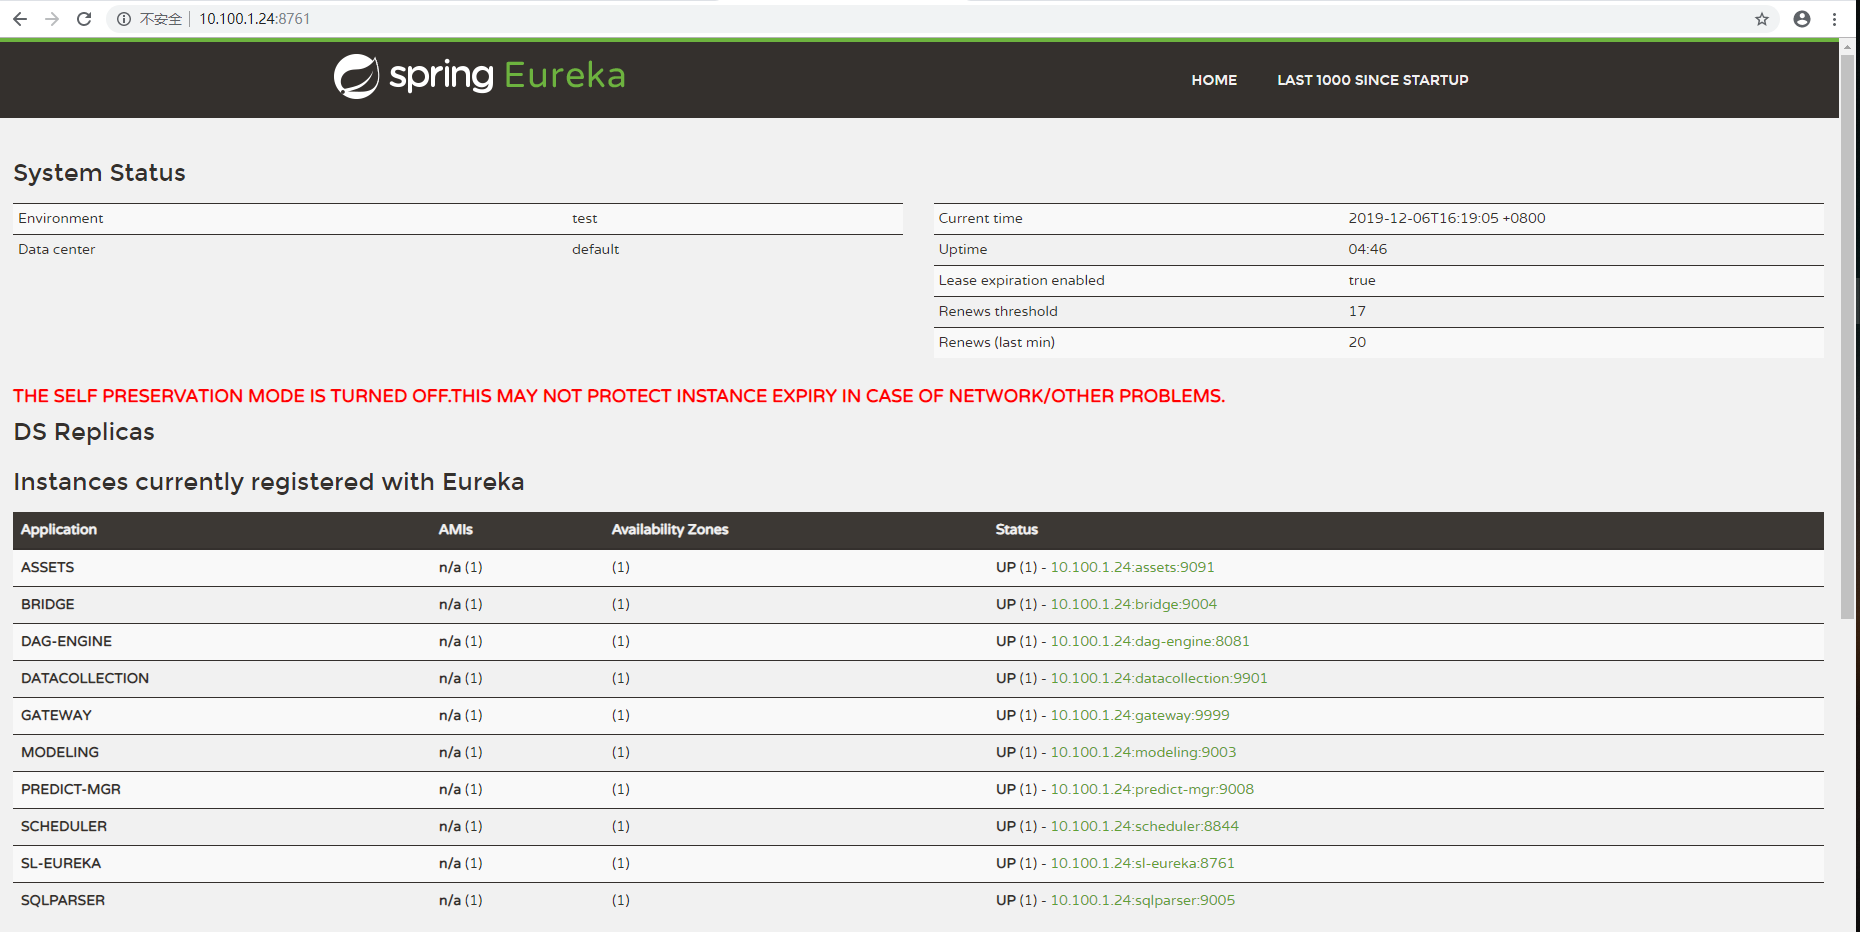 不安全 10.100.1.24:8761
spring Eureka HOME LAST 1000 SINCE STARTUP
System Status
Environment test
Data center default
Current time 2019-12-06T16:19:05 +0800
Uptime 04:46
Lease expiration enabled true
Renews threshold 17
Renews (last min) 20
THE SELF PRESERVATION MODE IS TURNED OFF.THIS MAY NOT PROTECT INSTANCE EXPIRY IN CASE OF NETWORK/OTHER PROBLEMS.
DS Replicas
Instances currently registered with Eureka
Application AMIs Availability Zones Status
ASSETS n/a (1) (1) UP (1) - 10.100.1.24:assets:9091
BRIDGE n/a (1) (1) UP (1) - 10.100.1.24:bridge:9004
DAG-ENGINE n/a (1) (1) UP (1) - 10.100.1.24:dag-engine:8081
DATACOLLECTION n/a (1) (1) UP (1) - 10.100.1.24:datacollection:9901
GATEWAY n/a (1) (1) UP (1) - 10.100.1.24:gateway:9999
MODELING n/a (1) (1) UP (1) - 10.100.1.24:modeling:9003
PREDICT-MGR n/a (1) (1) UP (1) - 10.100.1.24:predict-mgr:9008
SCHEDULER n/a (1) (1) UP (1) - 10.100.1.24:scheduler:8844
SL-EUREKA n/a (1) (1) UP (1) - 10.100.1.24:sl-eureka:8761
SQLPARSER n/a (1) (1) UP (1) - 10.100.1.24:sqlparser:9005